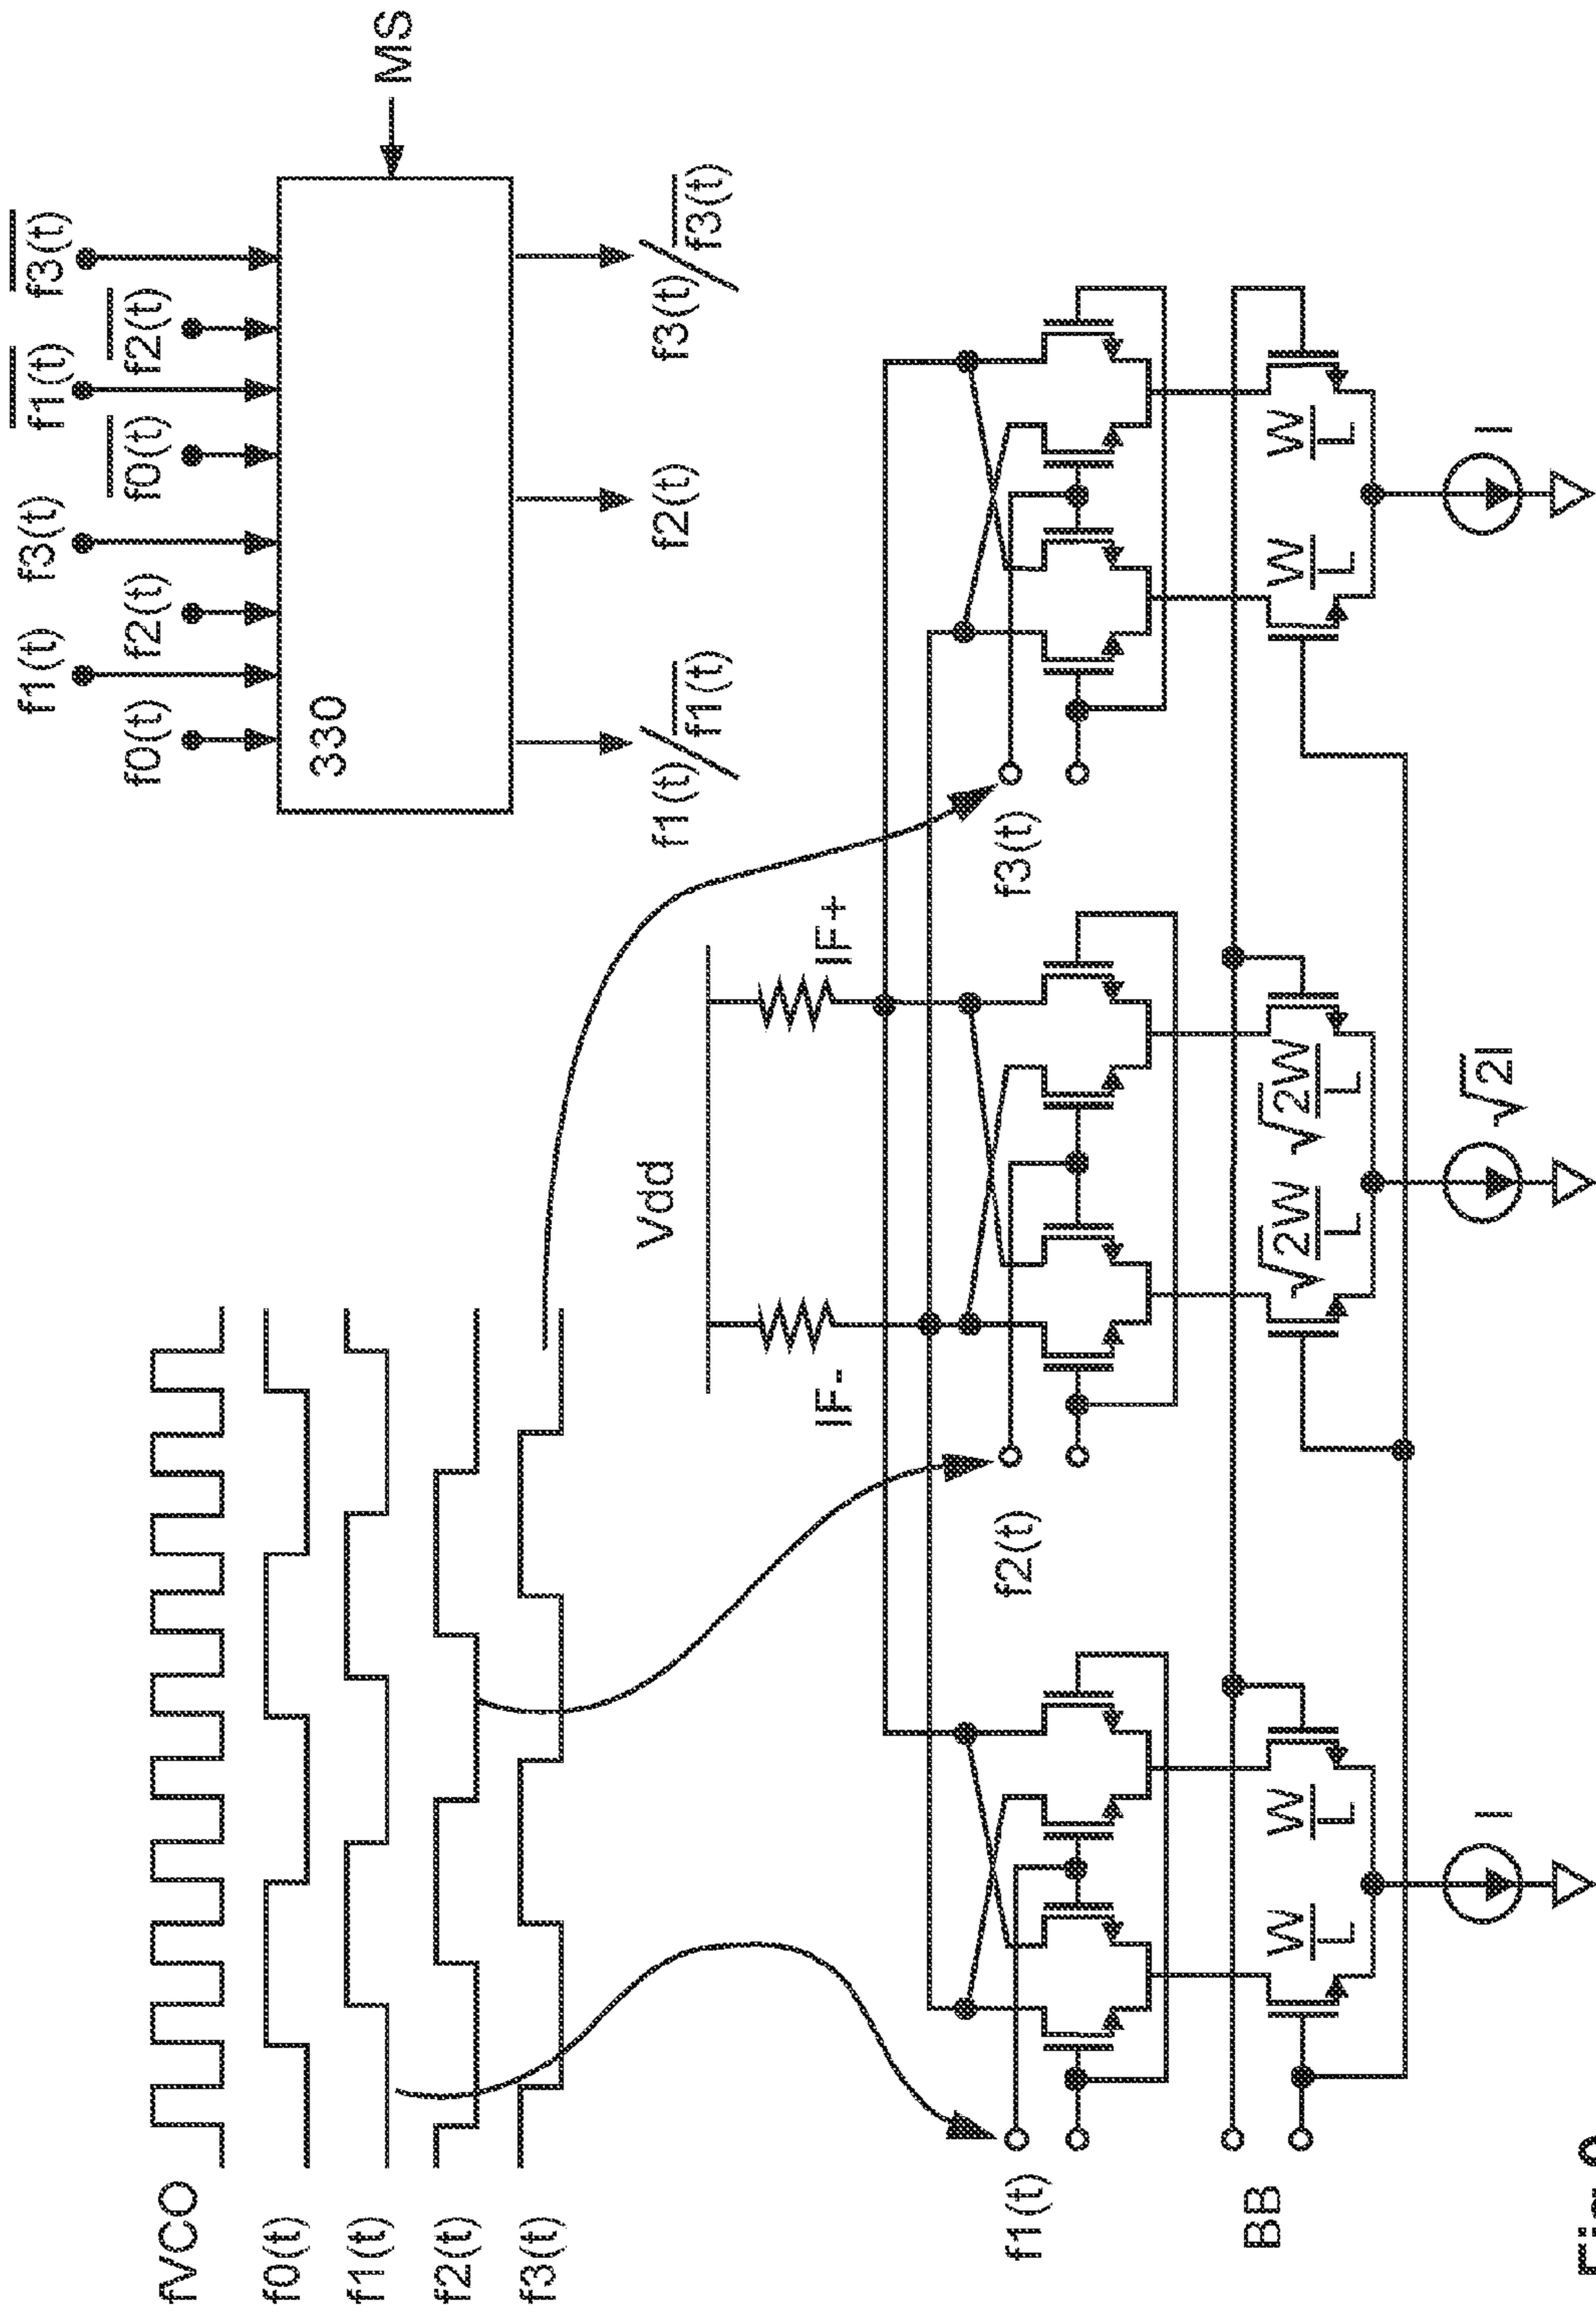 fVCO
f0(t)
f1(t)
f2(t)
f3(t)
f1(t) f3(t) f1(t) f3(t)
f0(t) f2(t) f0(t) f2(t)
330
MS
f1(t)/f1(t) f2(t) f3(t)/f3(t)
Vdd
IF- IF+
f1(t) f2(t) f3(t)
BB
W/L W/L √2W/L √2W/L W/L W/L
I √2I I